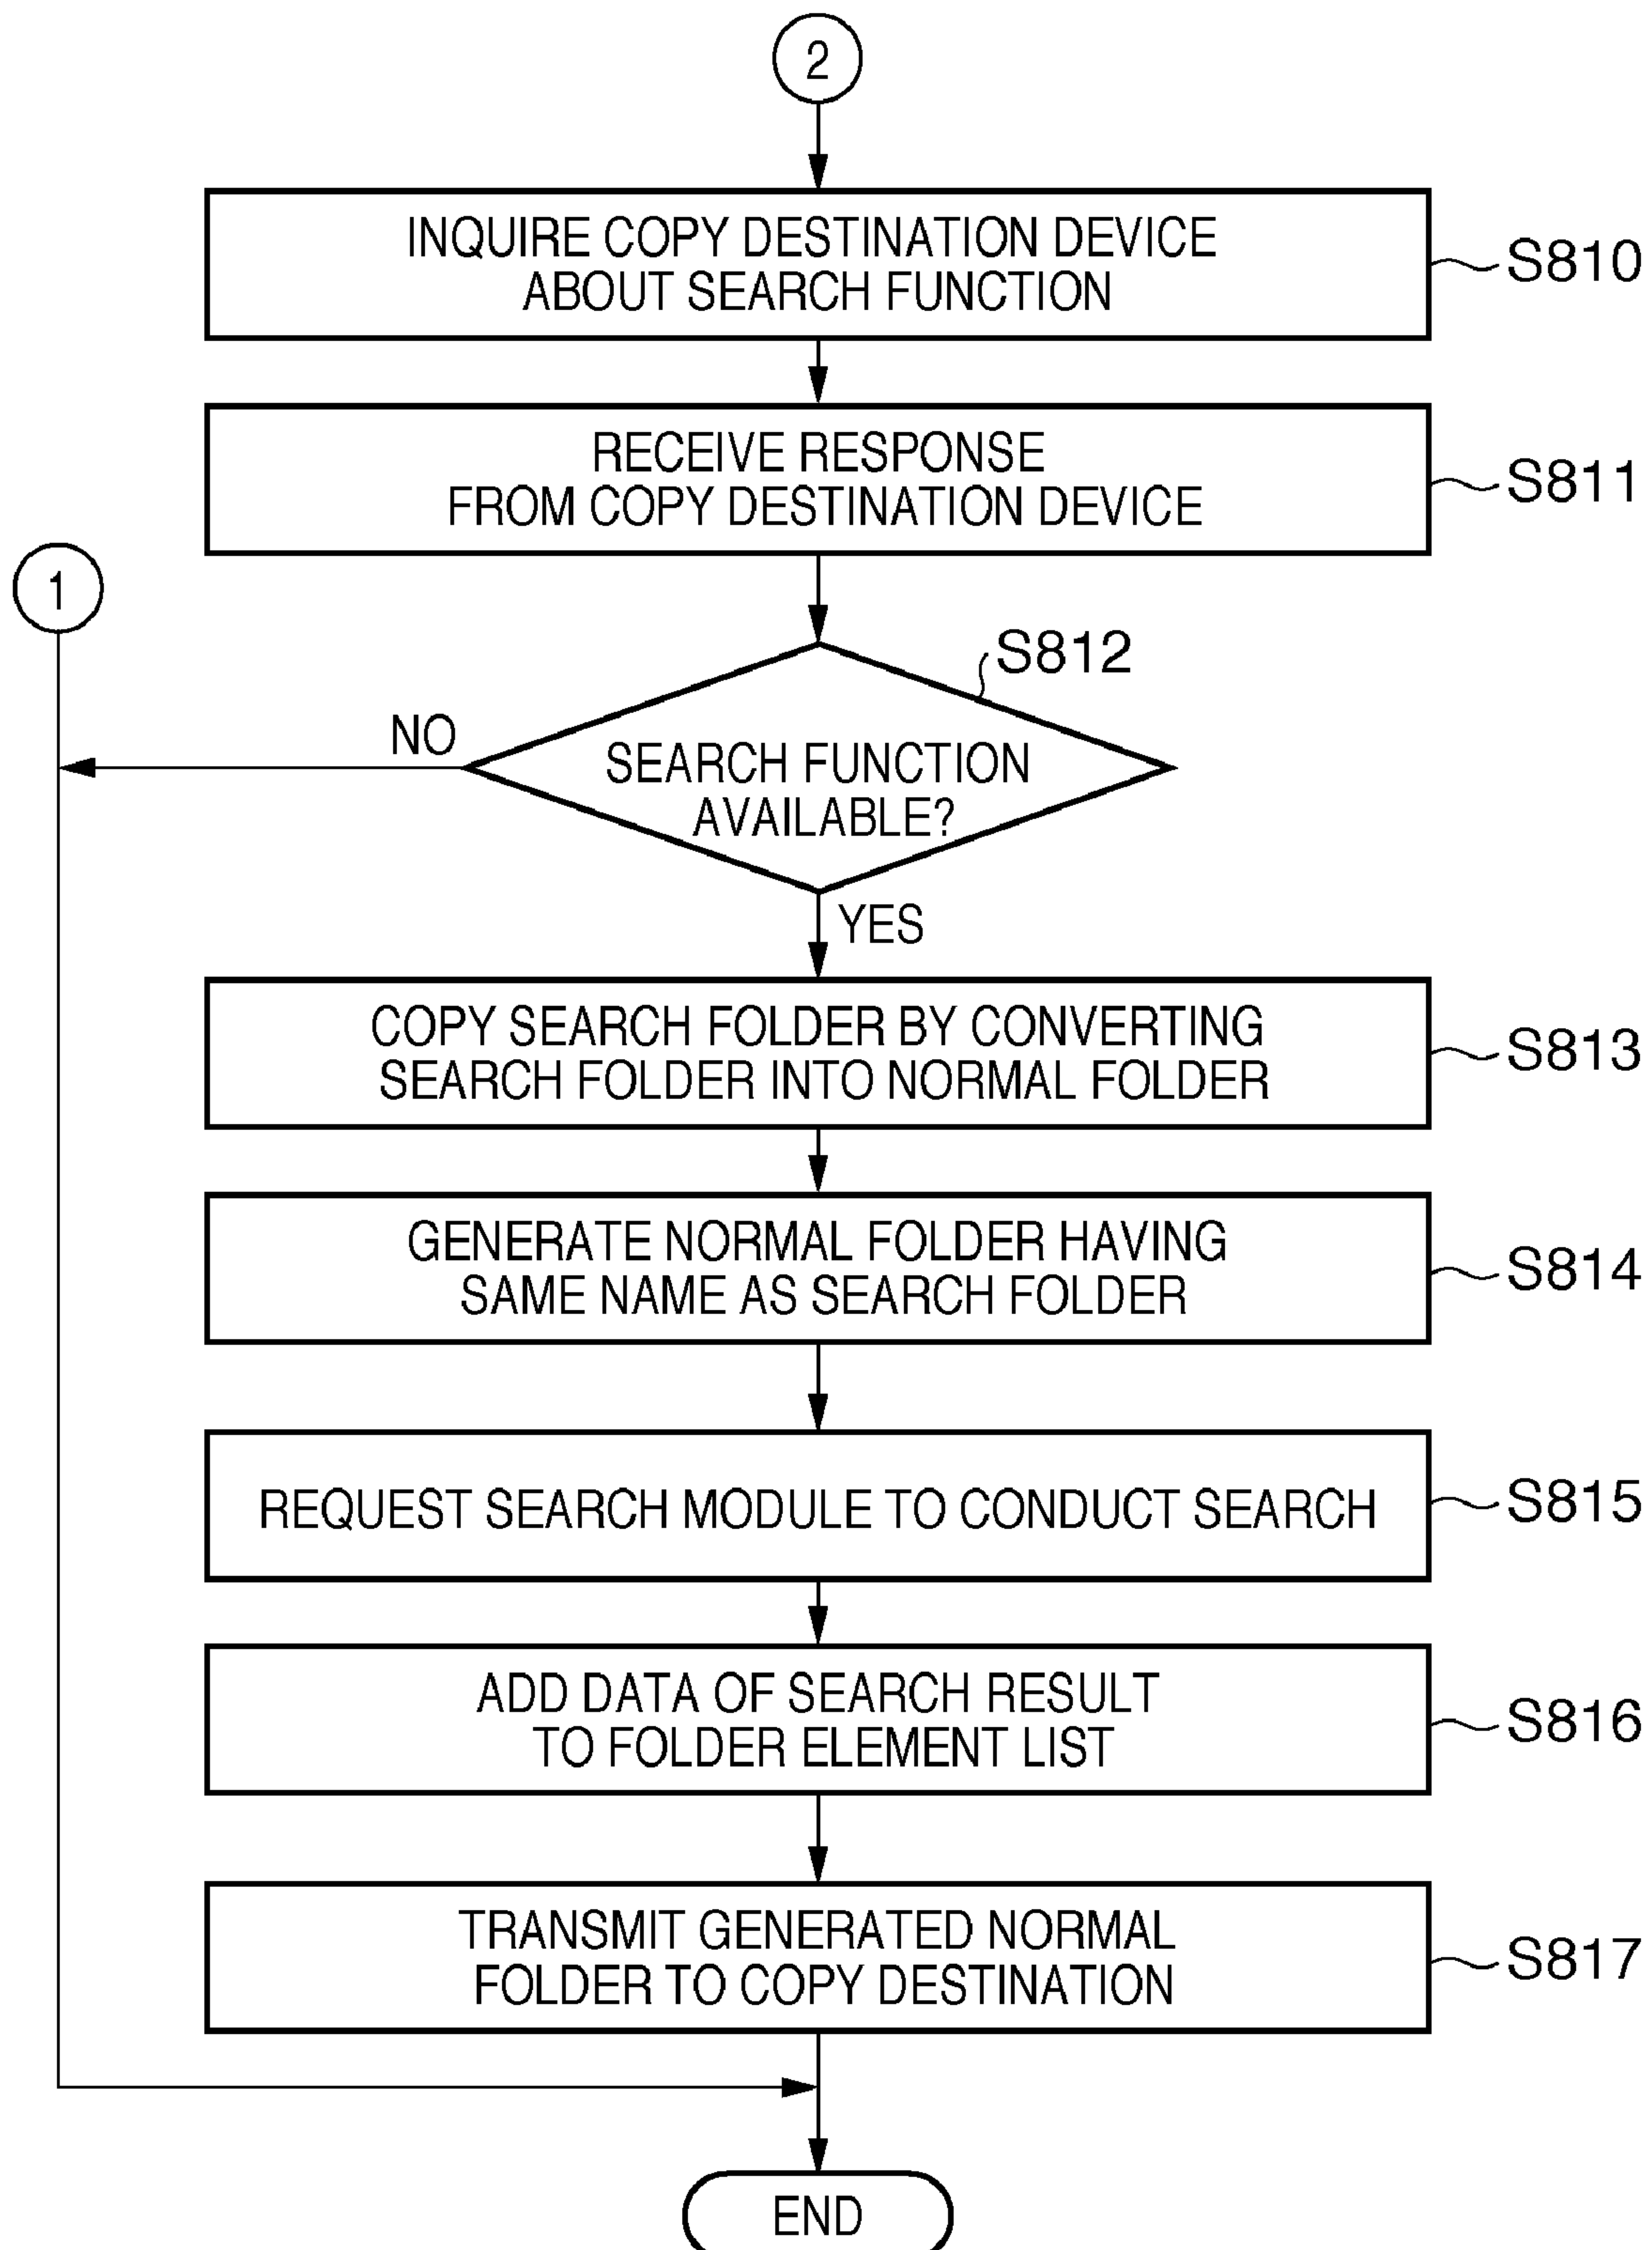 2
INQUIRE COPY DESTINATION DEVICE
ABOUT SEARCH FUNCTION
S810
RECEIVE RESPONSE
FROM COPY DESTINATION DEVICE
S811
1
S812
NO
SEARCH FUNCTION
AVAILABLE?
YES
COPY SEARCH FOLDER BY CONVERTING
SEARCH FOLDER INTO NORMAL FOLDER
S813
GENERATE NORMAL FOLDER HAVING
SAME NAME AS SEARCH FOLDER
S814
REQUEST SEARCH MODULE TO CONDUCT SEARCH
S815
ADD DATA OF SEARCH RESULT
TO FOLDER ELEMENT LIST
S816
TRANSMIT GENERATED NORMAL
FOLDER TO COPY DESTINATION
S817
END